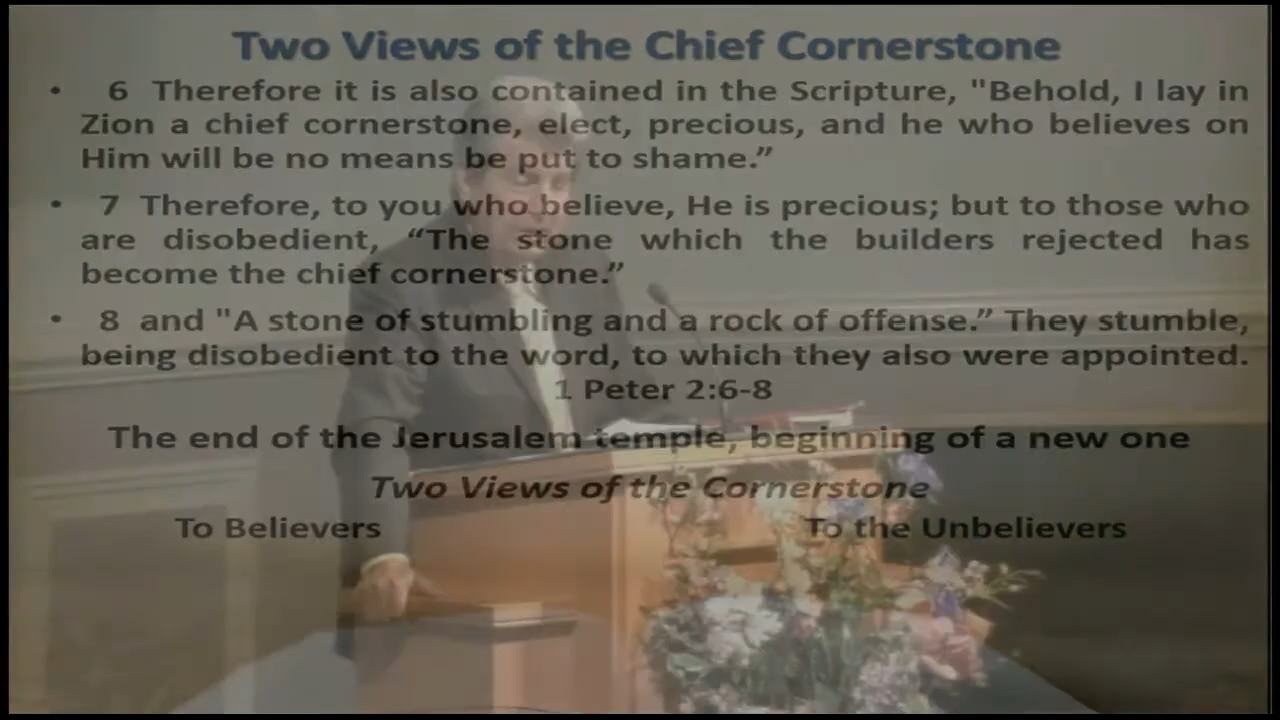 Two Views of the Chief Cornerstone
• 6 Therefore it is also contained in the Scripture, "Behold, I lay in
Zion a chief cornerstone, elect, precious, and he who believes on
Him will be no means be put to shame.”
• 7 Therefore, to you who believe, He is precious; but to those who
are disobedient, “The stone which the builders rejected has
become the chief cornerstone.”
• 8 and "A stone of stumbling and a rock of offense.” They stumble,
being disobedient to the word, to which they also were appointed.
1 Peter 2:6-8
The end of the Jerusalem temple, beginning of a new one
Two Views of the Cornerstone
To Believers To the Unbelievers